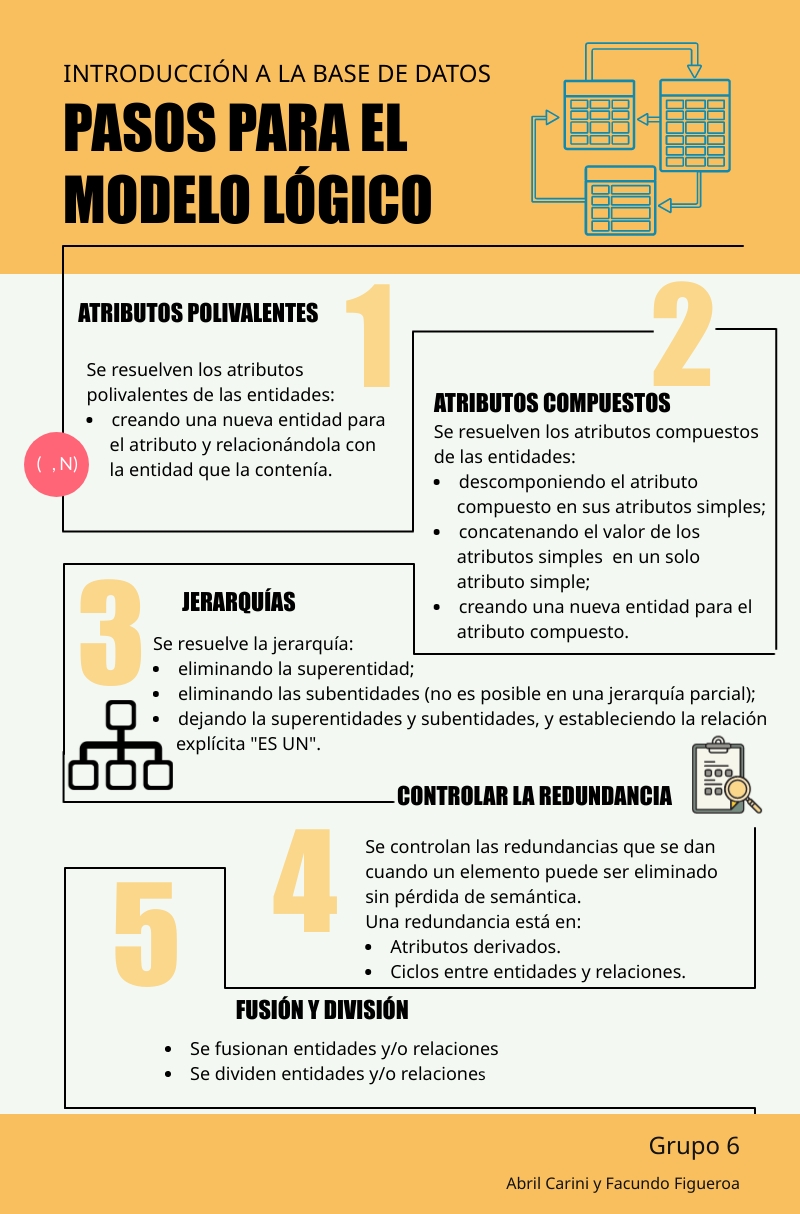 INTRODUCCIÓN A LA BASE DE DATOS
PASOS PARA EL
MODELO LÓGICO
1
ATRIBUTOS POLIVALENTES
Se resuelven los atributos
polivalentes de las entidades:
• creando una nueva entidad para
el atributo y relacionándola con
la entidad que la contenía.
( , N)
2
ATRIBUTOS COMPUESTOS
Se resuelven los atributos compuestos
de las entidades:
• descomponiendo el atributo
compuesto en sus atributos simples;
• concatenando el valor de los
atributos simples en un solo
atributo simple;
• creando una nueva entidad para el
atributo compuesto.
3
JERARQUÍAS
Se resuelve la jerarquía:
• eliminando la superentidad;
• eliminando las subentidades (no es posible en una jerarquía parcial);
• dejando la superentidades y subentidades, y estableciendo la relación
explícita "ES UN".
CONTROLAR LA REDUNDANCIA
4
Se controlan las redundancias que se dan
cuando un elemento puede ser eliminado
sin pérdida de semántica.
Una redundancia está en:
• Atributos derivados.
• Ciclos entre entidades y relaciones.
5
FUSIÓN Y DIVISIÓN
• Se fusionan entidades y/o relaciones
• Se dividen entidades y/o relaciones
Grupo 6
Abril Carini y Facundo Figueroa